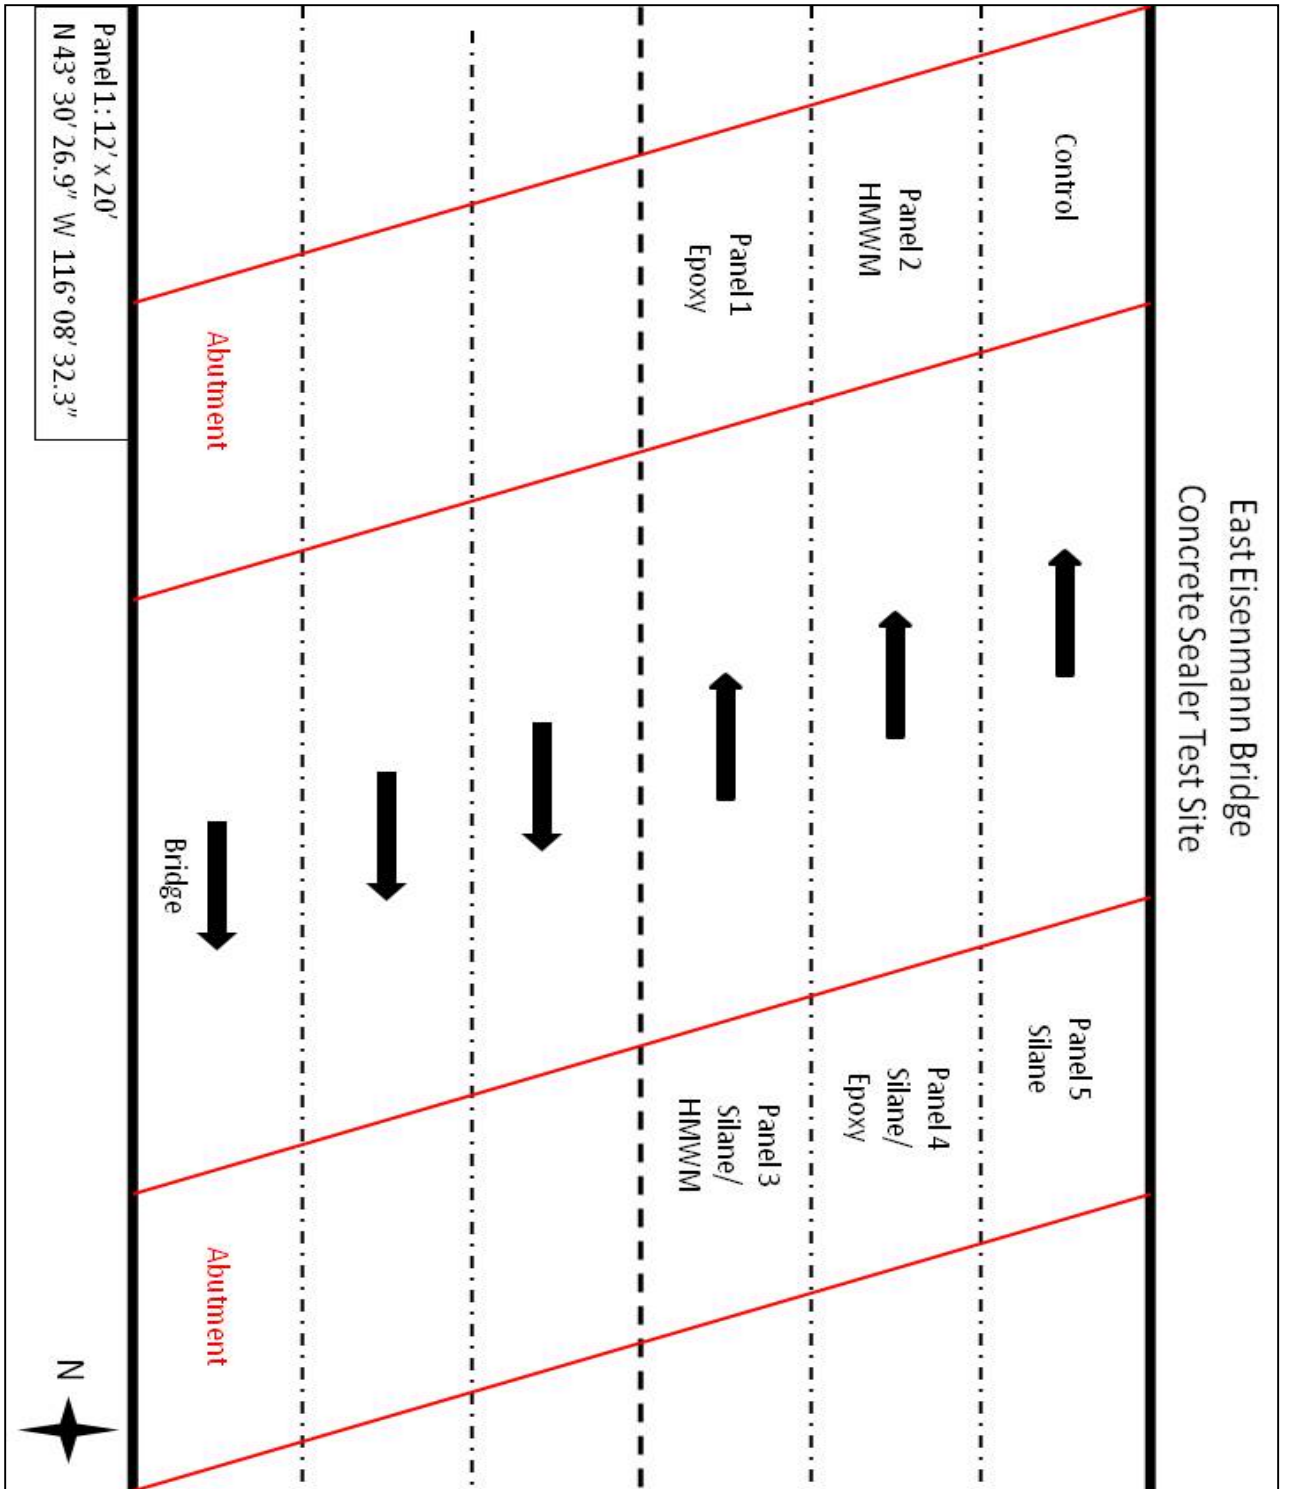 East Eisenmann Bridge
Concrete Sealer Test Site
Control
Panel 2
HMWM
Panel 1
Epoxy
Panel 5
Silane
Panel 4
Silane/
Epoxy
Panel 3
Silane/
HMWM
Abutment
Bridge
Abutment
Panel 1: 12' x 20'
N 43° 30' 26.9" W 116° 08' 32.3"
N